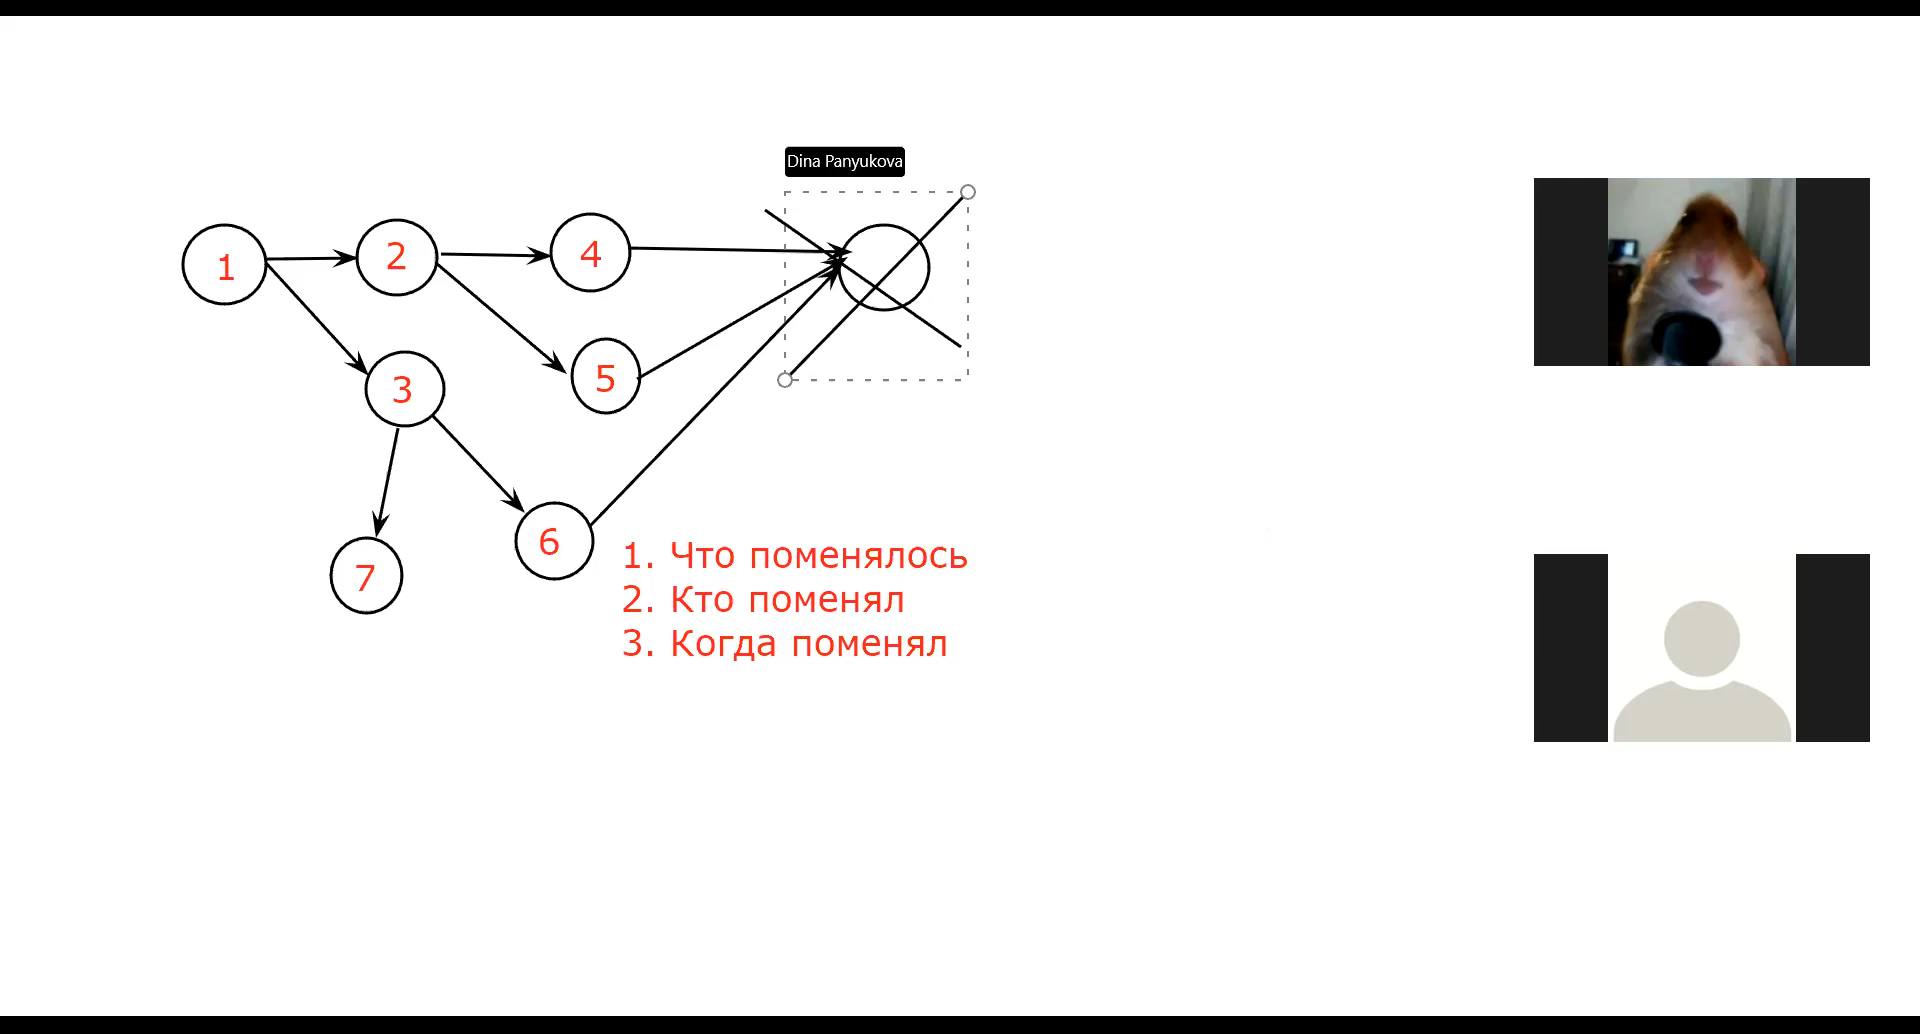 Dina Panyukova
1
2
4
3
5
7
6
1. Что поменялось
2. Кто поменял
3. Когда поменял